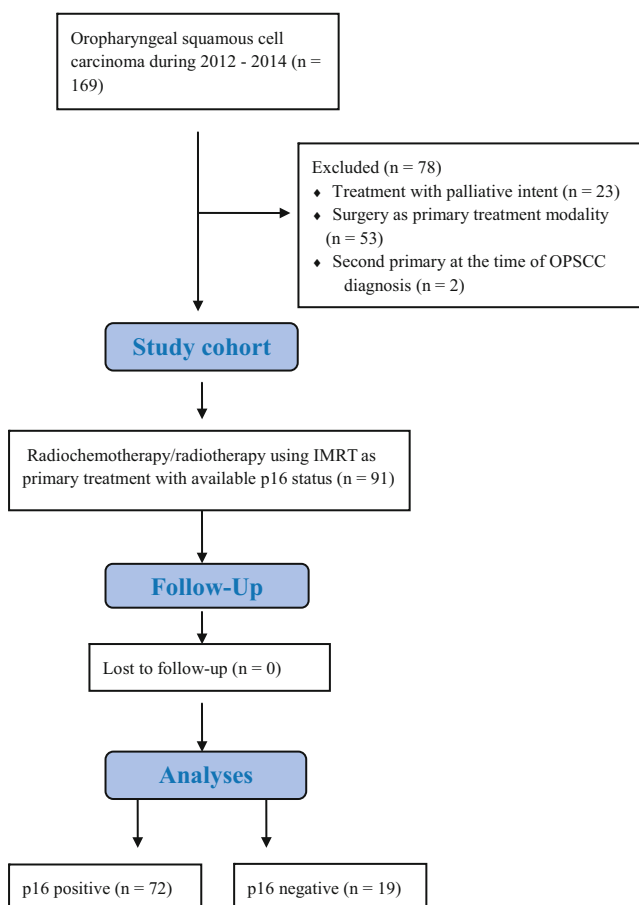 Oropharyngeal squamous cell
carcinoma during 2012 - 2014 (n =
169)
Excluded (n = 78)
♦ Treatment with palliative intent (n = 23)
♦ Surgery as primary treatment modality
(n = 53)
♦ Second primary at the time of OPSCC
diagnosis (n = 2)
Study cohort
Radiochemotherapy/radiotherapy using IMRT as
primary treatment with available p16 status (n = 91)
Follow-Up
Lost to follow-up (n = 0)
Analyses
p16 positive (n = 72)
p16 negative (n = 19)